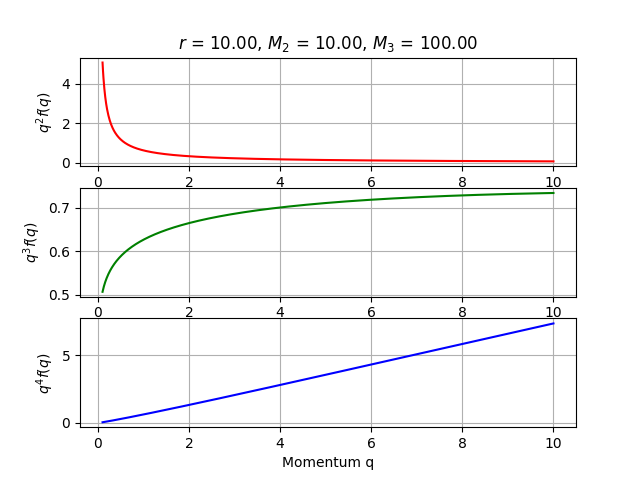 r = 10.00, M₂ = 10.00, M₃ = 100.00
q²f(q)
4
2
0
0 2 4 6 8 10
q³f(q)
0.7
0.6
0.5
0 2 4 6 8 10
q⁴f(q)
5
0
0 2 4 6 8 10
Momentum q